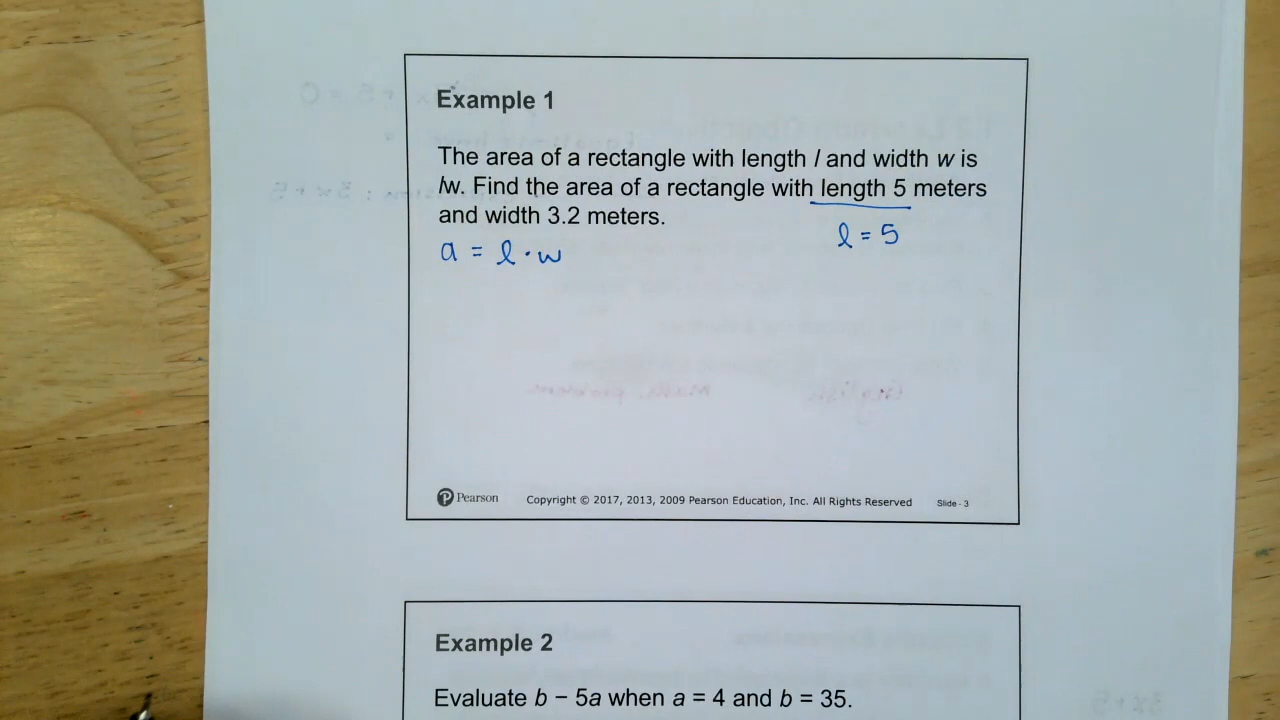 Example 1
The area of a rectangle with length l and width w is
lw. Find the area of a rectangle with length 5 meters
and width 3.2 meters.
l = 5
a = l · w
Pearson Copyright © 2017, 2013, 2009 Pearson Education, Inc. All Rights Reserved Slide - 3
Example 2
Evaluate b − 5a when a = 4 and b = 35.